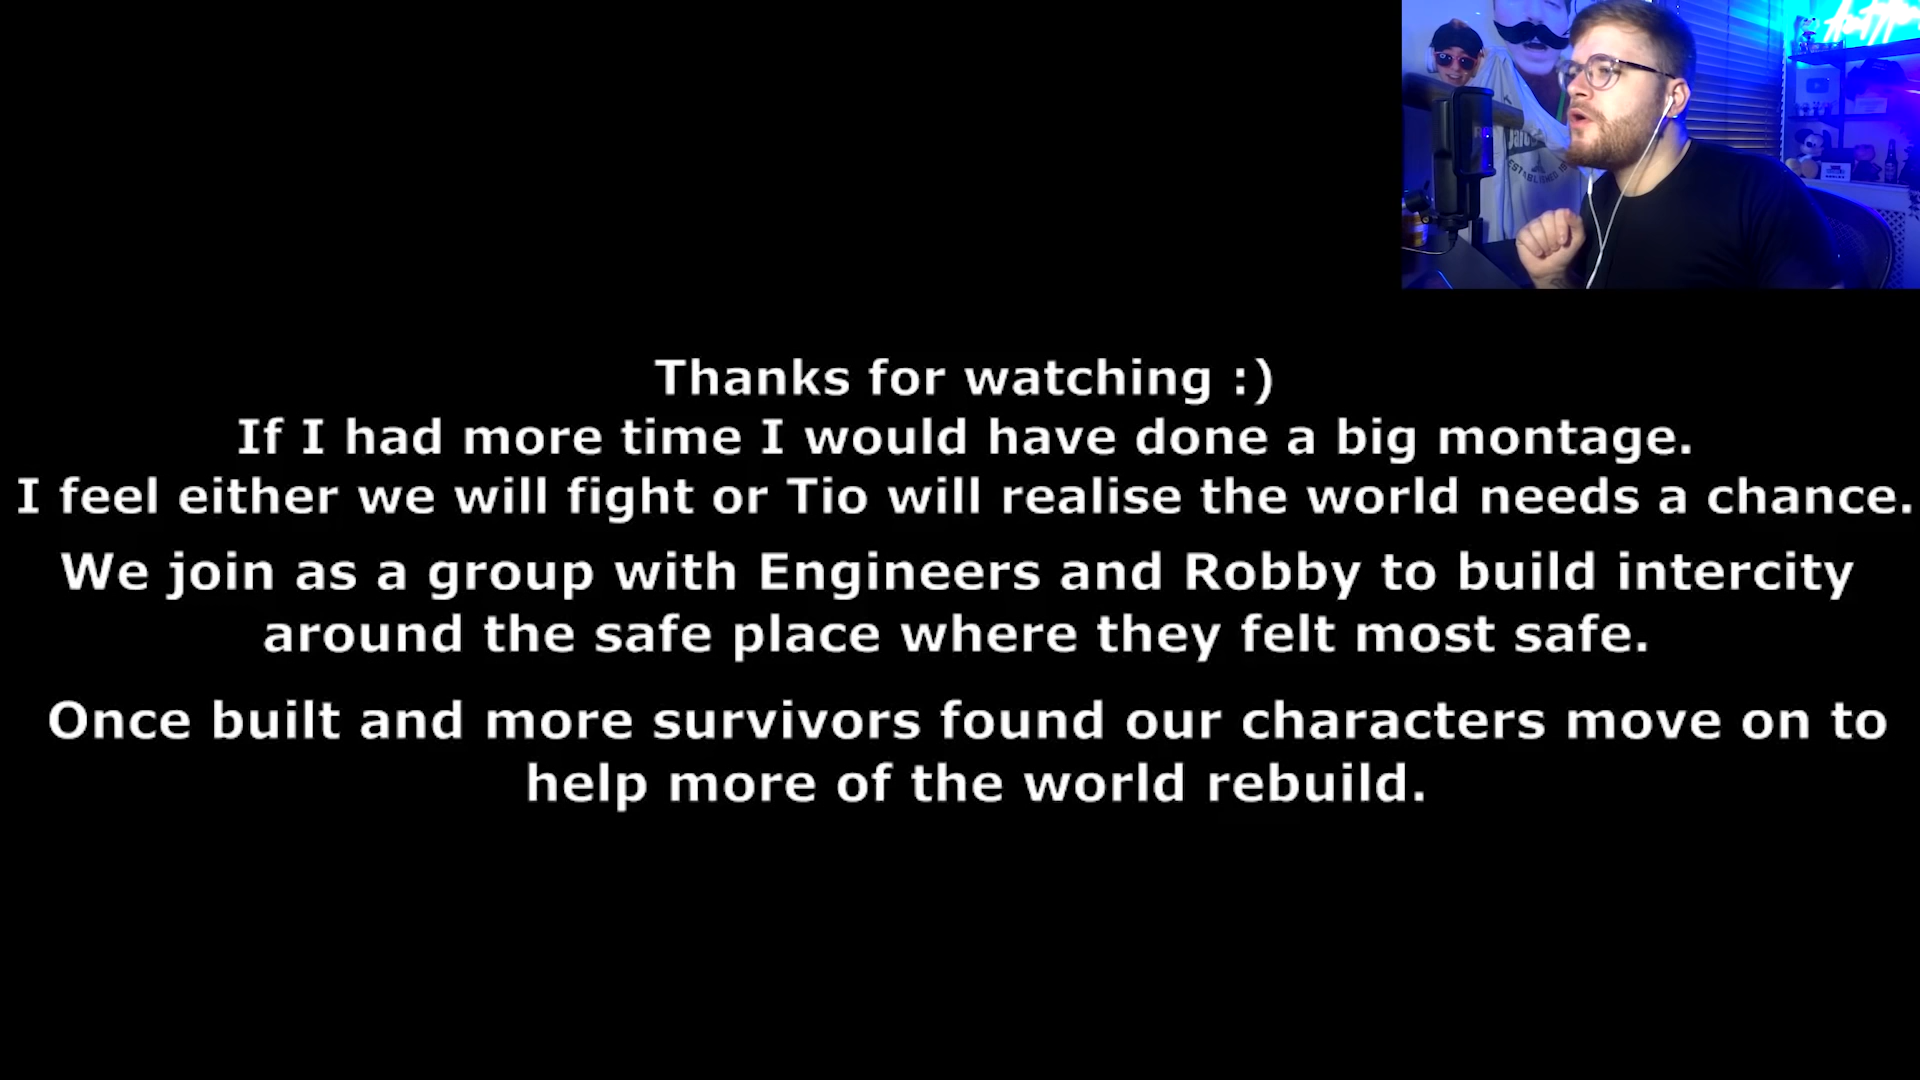 Thanks for watching :)
If I had more time I would have done a big montage.
I feel either we will fight or Tio will realise the world needs a chance.
We join as a group with Engineers and Robby to build intercity
around the safe place where they felt most safe.
Once built and more survivors found our characters move on to
help more of the world rebuild.